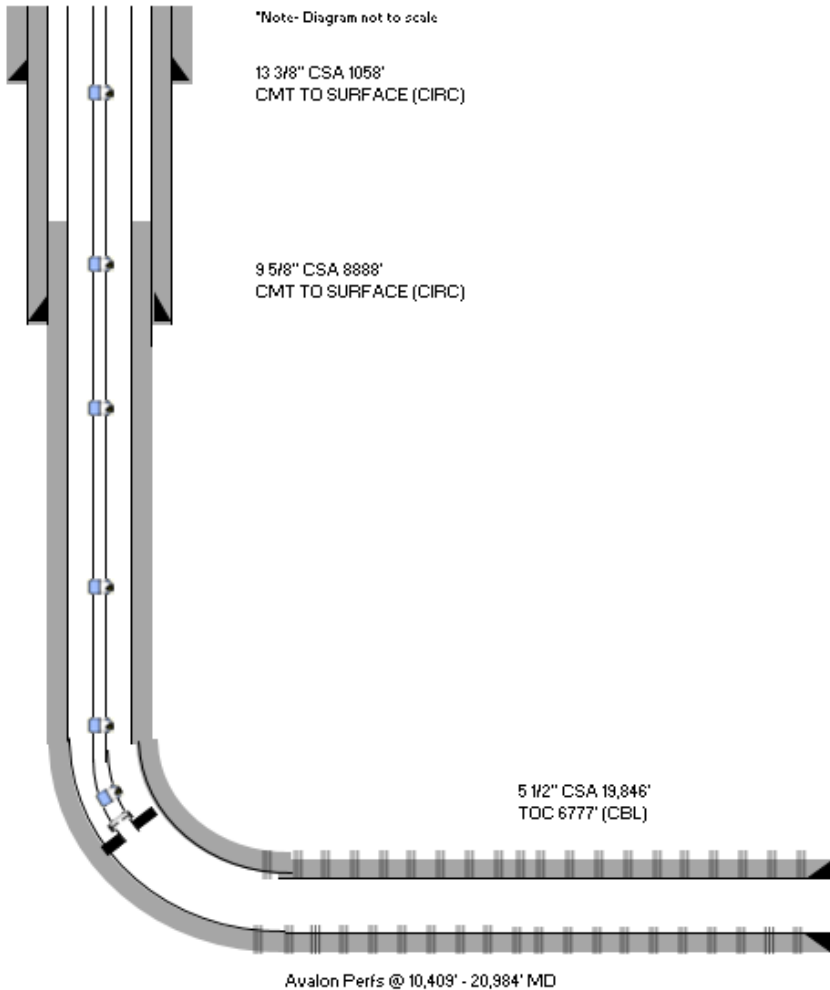 *Note- Diagram not to scale
13 3/8" CSA 1058'
CMT TO SURFACE (CIRC)
9 5/8" CSA 8888'
CMT TO SURFACE (CIRC)
5 1/2" CSA 19,846'
TOC 6777' (CBL)
Avalon Perfs @ 10,409' - 20,984' MD